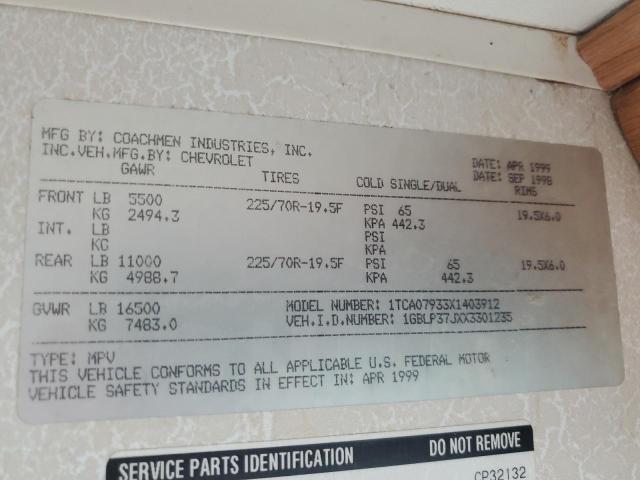 MFG BY: COACHMEN INDUSTRIES, INC. DATE: APR 1999
INC.VEH.MFG.BY: CHEVROLET DATE: SEP 1998
GAWR TIRES COLD SINGLE/DUAL RIMS
FRONT LB 5500 225/70R-19.5F PSI 65 19.5X6.0
KG 2494.3 KPA 442.3
INT. LB PSI
KG KPA
REAR LB 11000 225/70R-19.5F PSI 65 19.5X6.0
KG 4988.7 KPA 442.3
GVWR LB 16500 MODEL NUMBER: 1TCA07933X1403912
KG 7483.0 VEH.I.D.NUMBER: 1GBLP37JXX3301235
TYPE: MPV
THIS VEHICLE CONFORMS TO ALL APPLICABLE U.S. FEDERAL MOTOR
VEHICLE SAFETY STANDARDS IN EFFECT IN: APR 1999
SERVICE PARTS IDENTIFICATION DO NOT REMOVE
CP32132